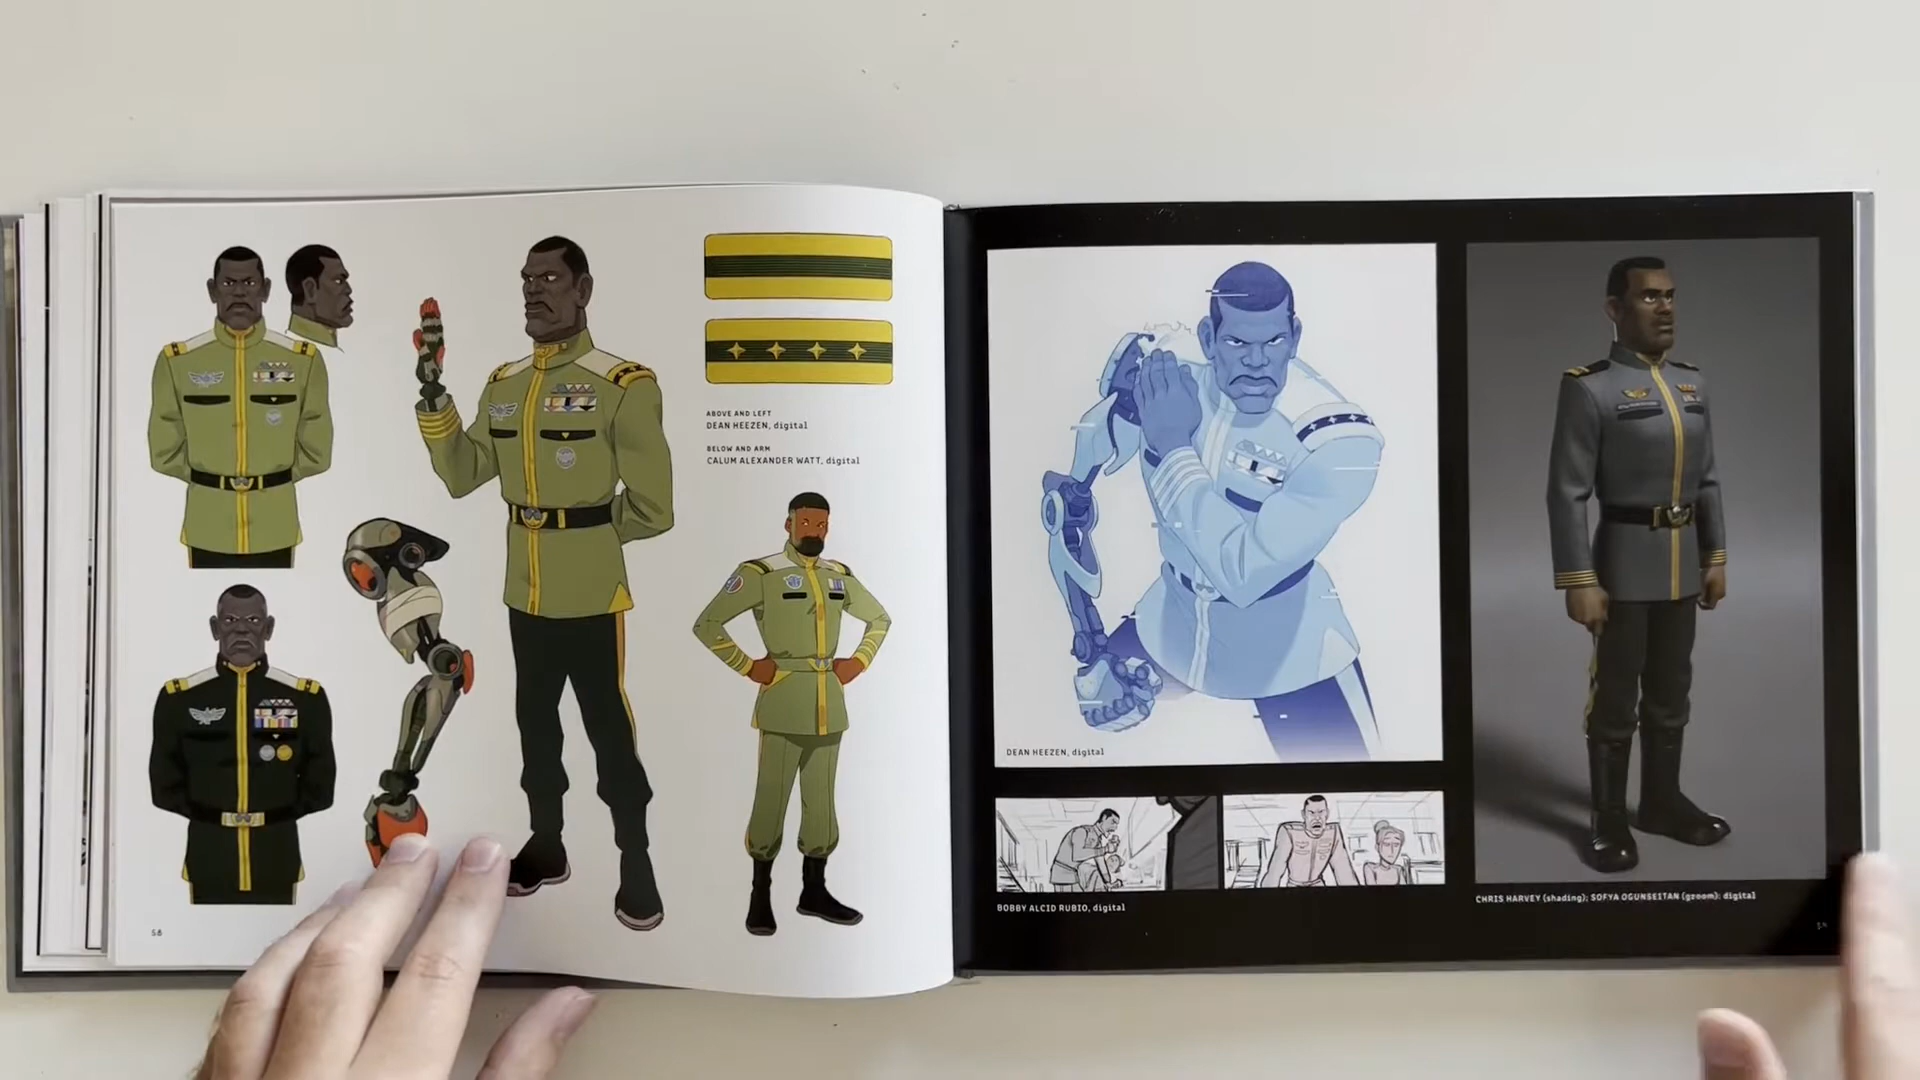 ABOVE AND LEFT
DEAN HEEZEN, digital
BELOW AND ARM
CALUM ALEXANDER WATT, digital
58
DEAN HEEZEN, digital
BOBBY ALCID RUBIO, digital
CHRIS HARVEY (shading); SOFYA OGUNSEITAN (groom): digital